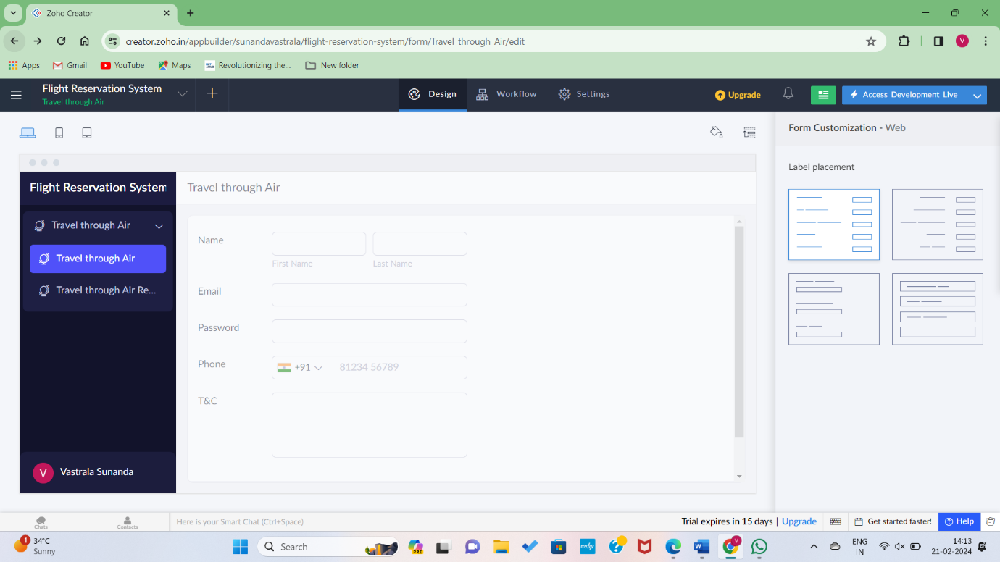 Zoho Creator
creator.zoho.in/appbuilder/sunandavastrala/flight-reservation-system/form/Travel_through_Air/edit
V
Apps Gmail YouTube Maps Revolutionizing the... New folder
Flight Reservation System
Travel through Air
Design Workflow Settings Upgrade Access Development Live
Form Customization - Web
Label placement
Flight Reservation System
Travel through Air
Travel through Air
Travel through Air
Travel through Air Re...
Name
First Name Last Name
Email
Password
Phone +91 81234 56789
T&C
V Vastrala Sunanda
Chats Contacts Here is your Smart Chat (Ctrl+Space) Trial expires in 15 days | Upgrade Get started faster! Help
1 34°C
Sunny
Search
PRE
myhp
W
V
ENG
IN
14:13
21-02-2024